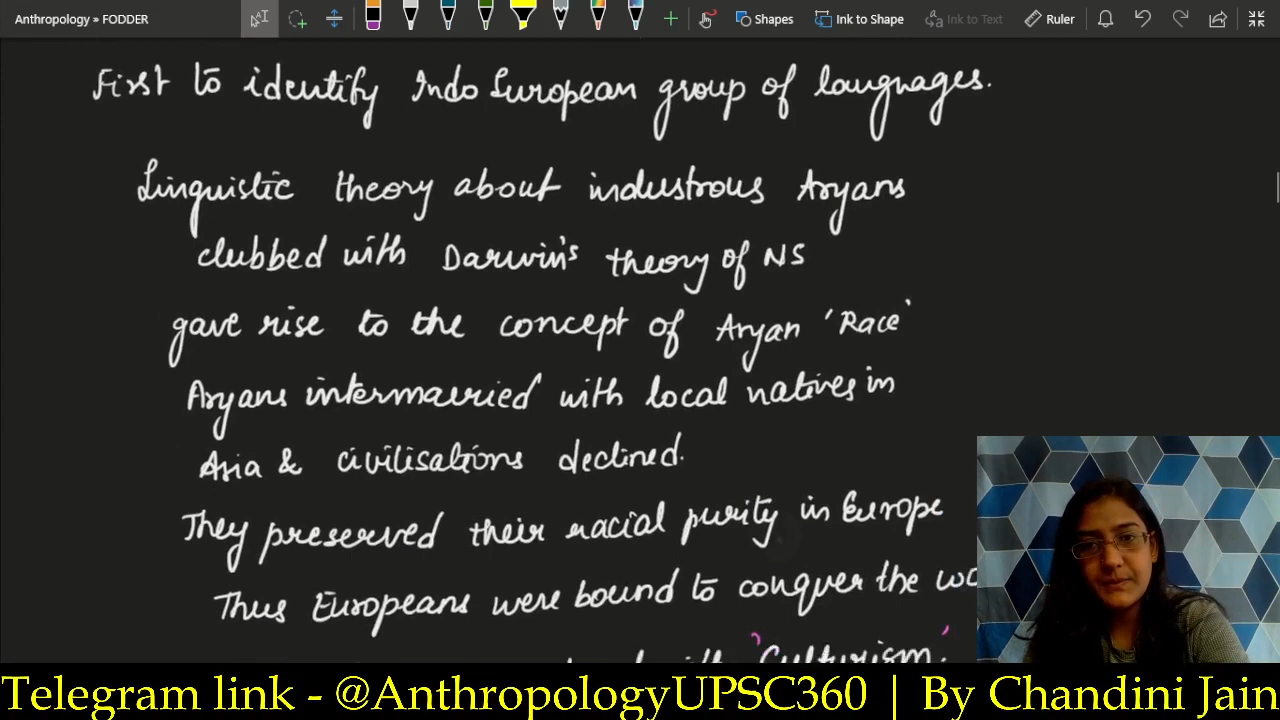 Anthropology » FODDER
Shapes
Ink to Shape
Ink to Text
Ruler
First to identify Indo European group of languages.
Linguistic theory about industrous Aryans
clubbed with Darwin's theory of NS
gave rise to the concept of Aryan 'Race'
Aryans intermarried with local natives in
Asia & civilisations declined.
They preserved their racial purity in Europe
Thus Europeans were bound to conquer the
with 'Culturism'.
Telegram link - @AnthropologyUPSC360 | By Chandini Jain